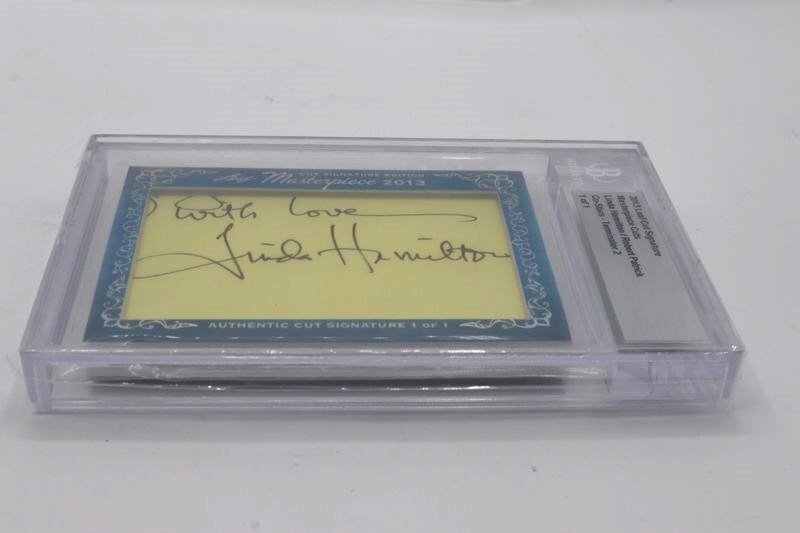 CUT SIGNATURE EDITION
Leaf Masterpiece 2013
With love
Linda Hamilton
AUTHENTIC CUT SIGNATURE 1 OF 1
2013 Leaf Cut Signature
Masterpiece Cuts
Linda Hamilton / Robert Patrick
Co-Stars - Terminator 2
1 of 1